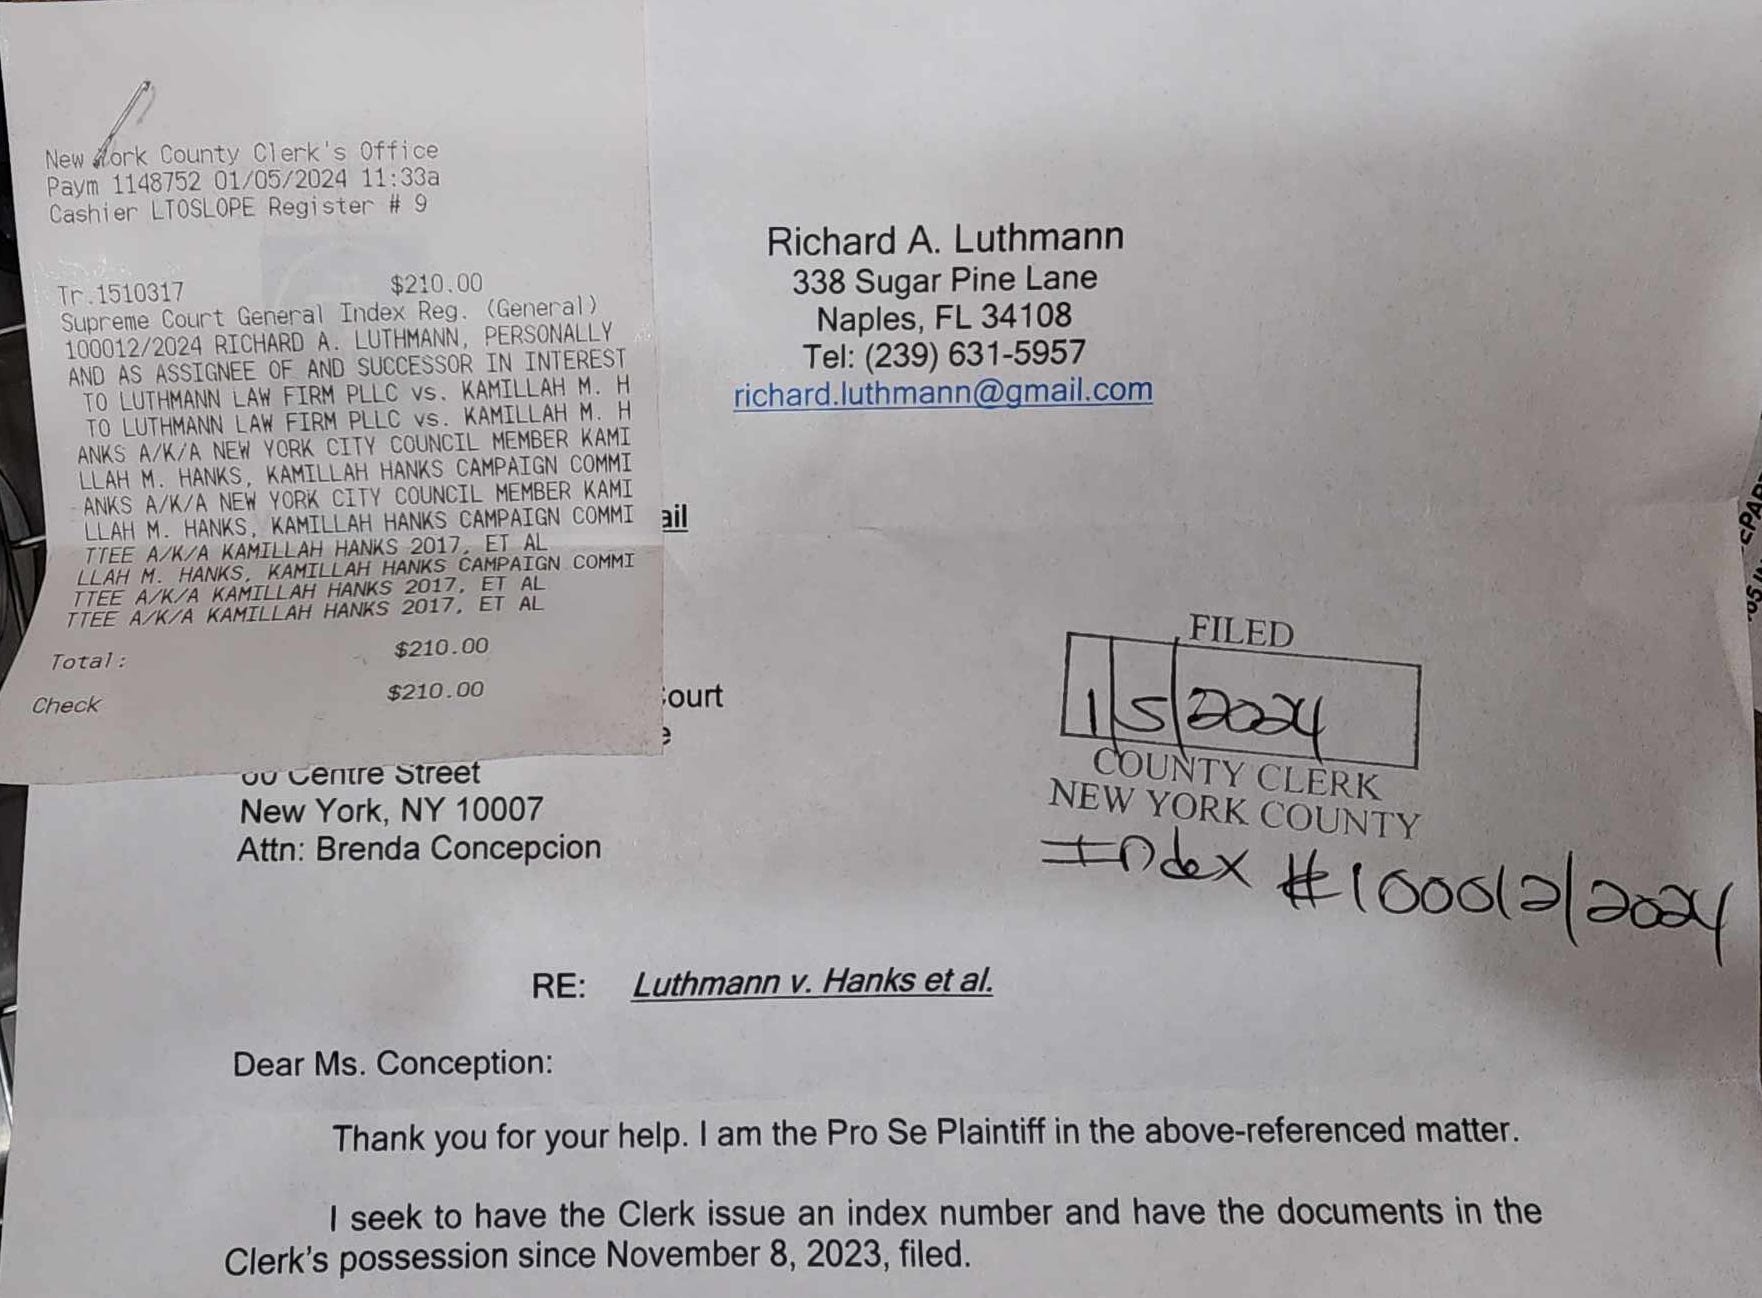 New York County Clerk's Office
Paym 1148752 01/05/2024 11:33a
Cashier LTOSLOPE Register # 9
Tr.1510317 $210.00
Supreme Court General Index Reg. (General)
100012/2024 RICHARD A. LUTHMANN, PERSONALLY
AND AS ASSIGNEE OF AND SUCCESSOR IN INTEREST
TO LUTHMANN LAW FIRM PLLC vs. KAMILLAH M. H
TO LUTHMANN LAW FIRM PLLC vs. KAMILLAH M. H
ANKS A/K/A NEW YORK CITY COUNCIL MEMBER KAMI
LLAH M. HANKS, KAMILLAH HANKS CAMPAIGN COMMI
ANKS A/K/A NEW YORK CITY COUNCIL MEMBER KAMI
LLAH M. HANKS, KAMILLAH HANKS CAMPAIGN COMMI
TTEE A/K/A KAMILLAH HANKS 2017, ET AL
LLAH M. HANKS, KAMILLAH HANKS CAMPAIGN COMMI
TTEE A/K/A KAMILLAH HANKS 2017, ET AL
TTEE A/K/A KAMILLAH HANKS 2017, ET AL
Total: $210.00
Check $210.00
Richard A. Luthmann
338 Sugar Pine Lane
Naples, FL 34108
Tel: (239) 631-5957
richard.luthmann@gmail.com
ail
ourt
Centre Street
New York, NY 10007
Attn: Brenda Concepcion
FILED
1|5|2024
COUNTY CLERK
NEW YORK COUNTY
Index #100012/2024
RE: Luthmann v. Hanks et al.
Dear Ms. Conception:
Thank you for your help. I am the Pro Se Plaintiff in the above-referenced matter.
I seek to have the Clerk issue an index number and have the documents in the
Clerk's possession since November 8, 2023, filed.